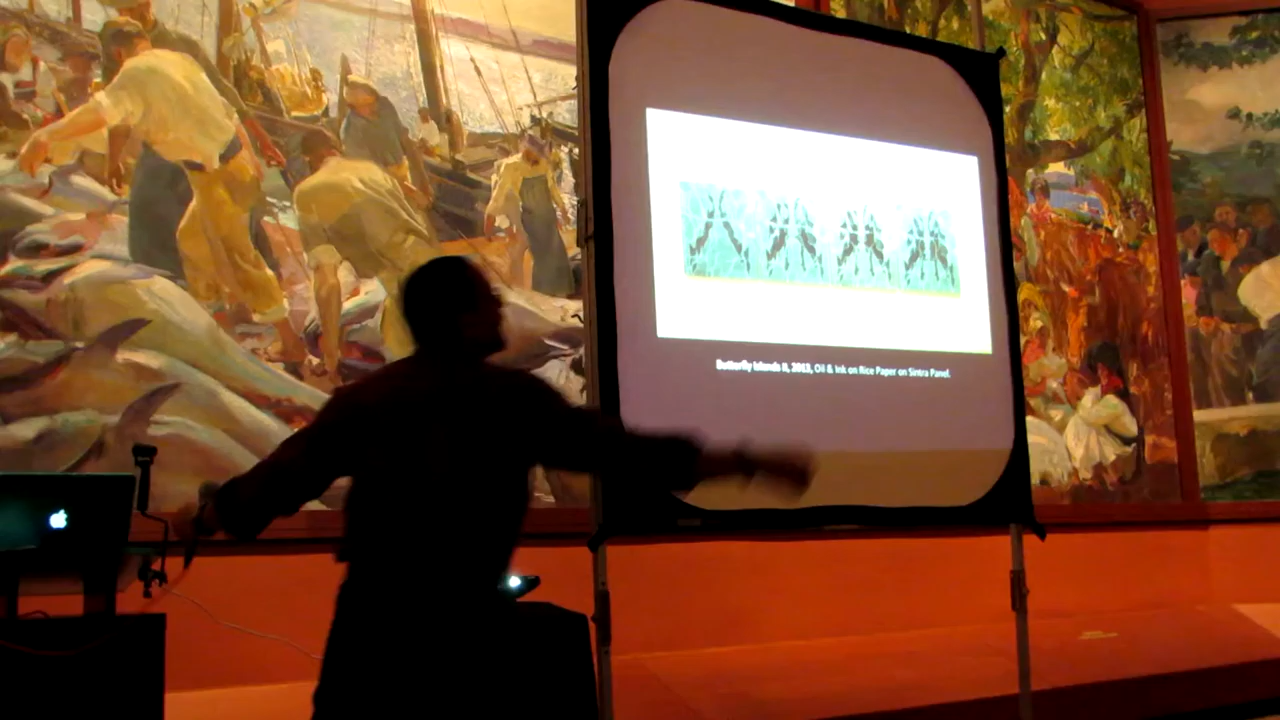 Butterfly Islands II, 2013, Oil & Ink on Rice Paper on Sintra Panel.